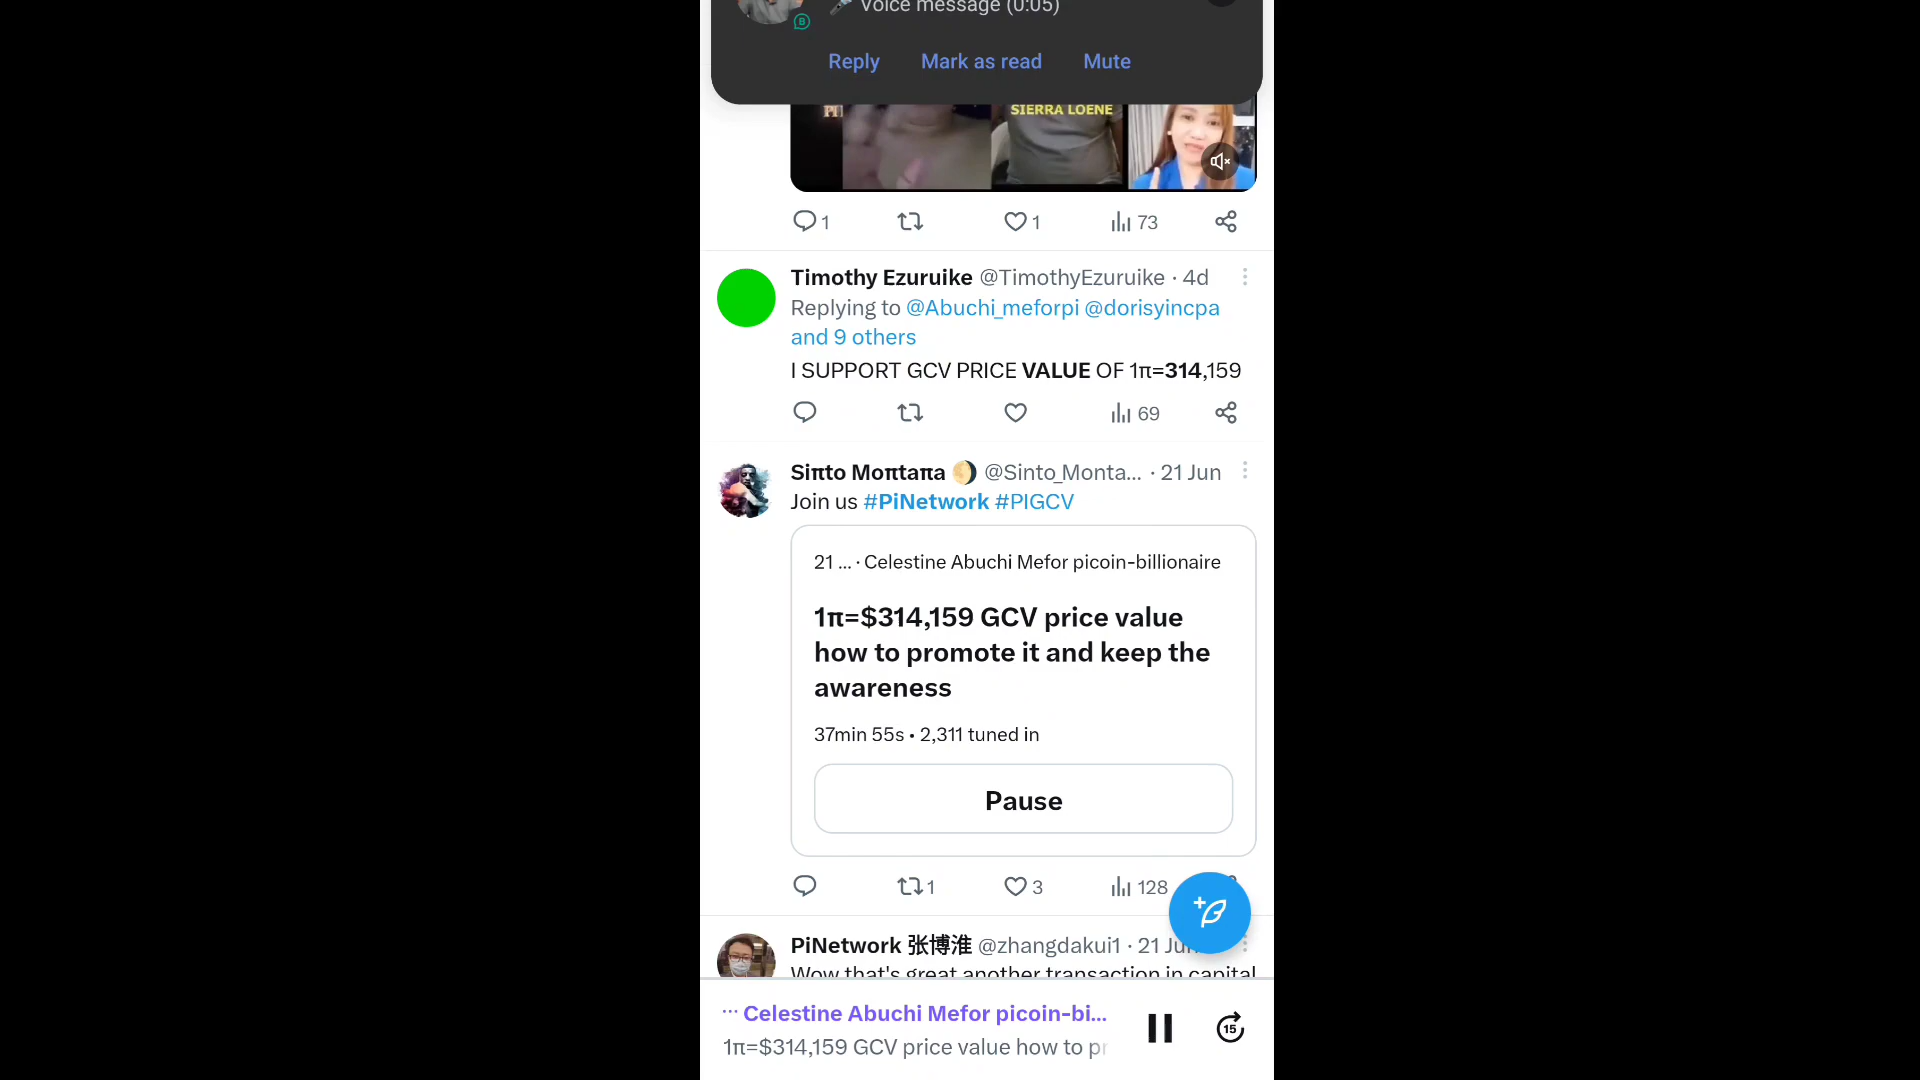 Voice message (0:05)
Reply Mark as read Mute
PI
SIERRA LOENE
1 1 73
Timothy Ezuruike @TimothyEzuruike · 4d
Replying to @Abuchi_meforpi @dorisyincpa
and 9 others
I SUPPORT GCV PRICE VALUE OF 1π=314,159
69
Siπto Moπtaπa @Sinto_Monta... · 21 Jun
Join us #PiNetwork #PIGCV
21 ... · Celestine Abuchi Mefor picoin-billionaire
1π=$314,159 GCV price value
how to promote it and keep the
awareness
37min 55s • 2,311 tuned in
Pause
1 3 128
PiNetwork 张博淮 @zhangdakui1 · 21 Jun
Wow that's great another transaction in capital
··· Celestine Abuchi Mefor picoin-bi...
1π=$314,159 GCV price value how to pr
15